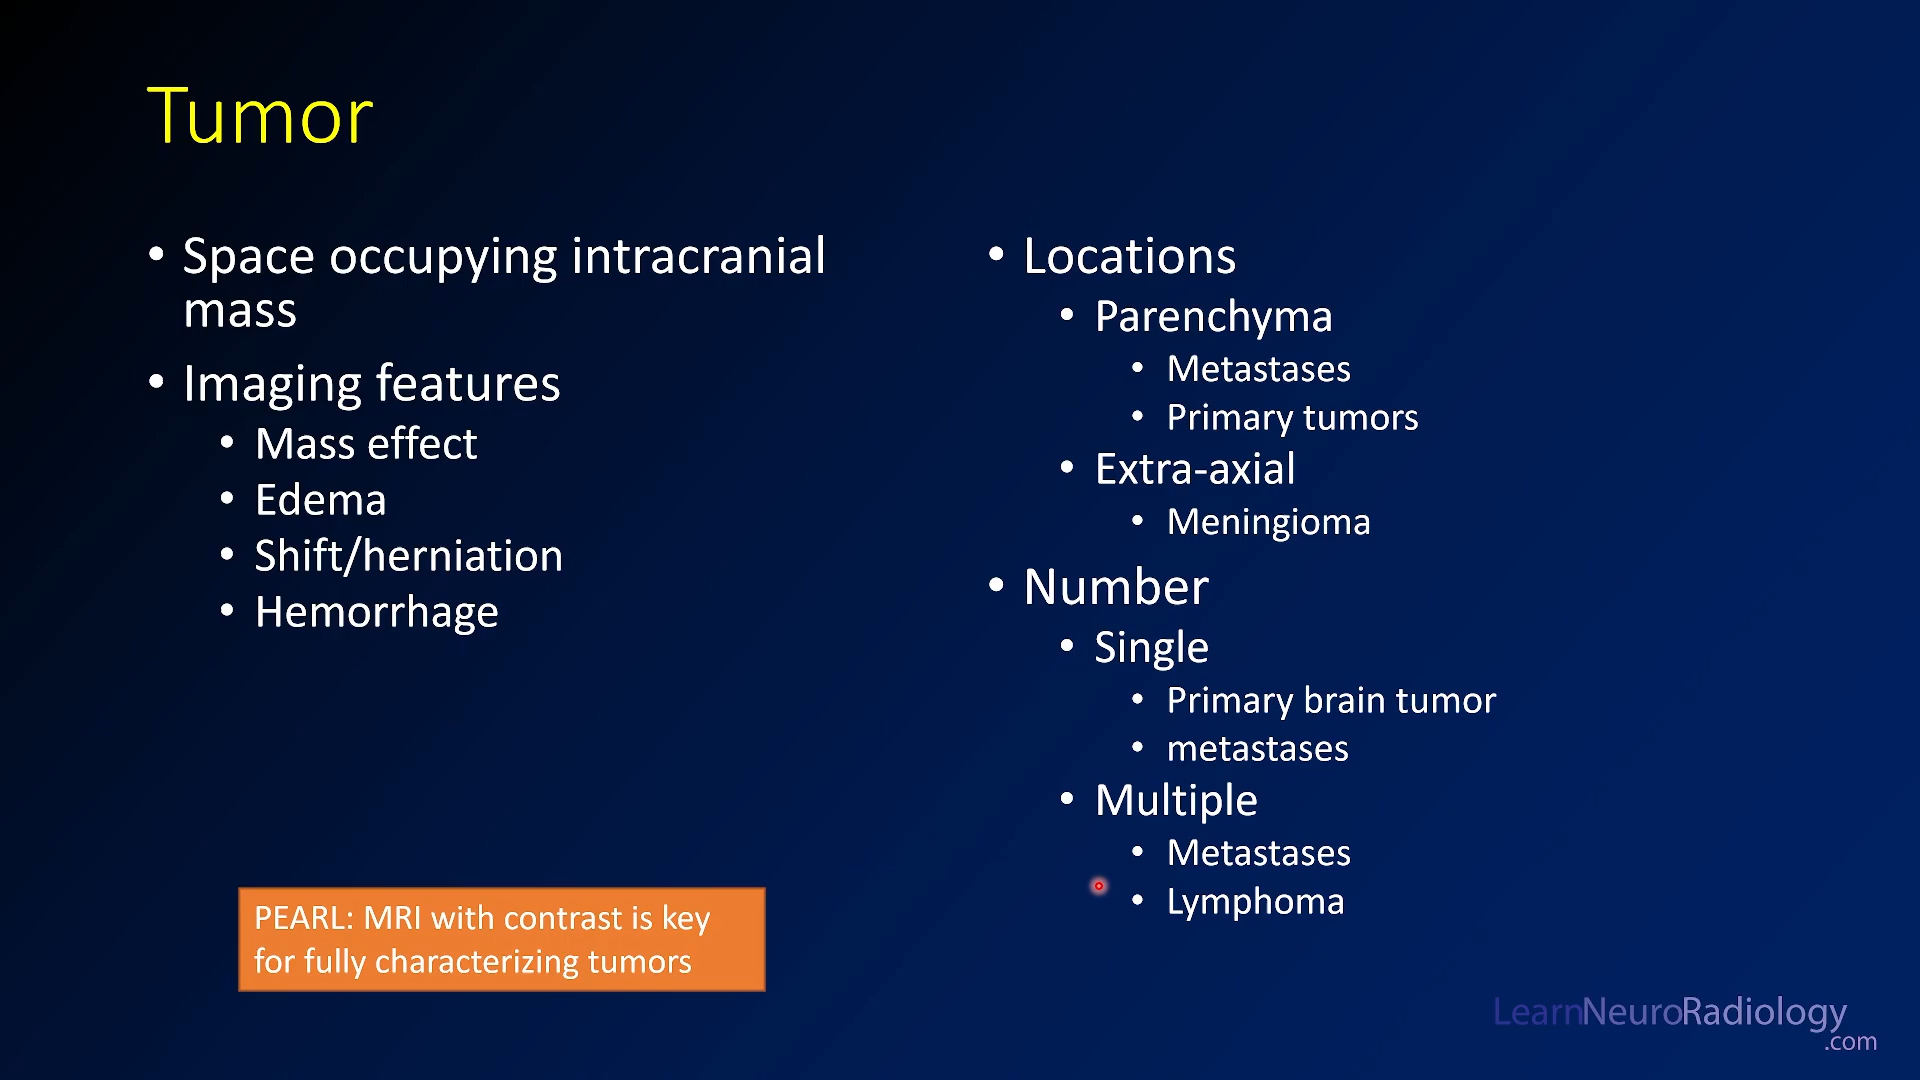 Tumor
• Space occupying intracranial
mass
• Imaging features
• Mass effect
• Edema
• Shift/herniation
• Hemorrhage
PEARL: MRI with contrast is key
for fully characterizing tumors
• Locations
• Parenchyma
• Metastases
• Primary tumors
• Extra-axial
• Meningioma
• Number
• Single
• Primary brain tumor
• metastases
• Multiple
• Metastases
• Lymphoma
LearnNeuroRadiology
.com